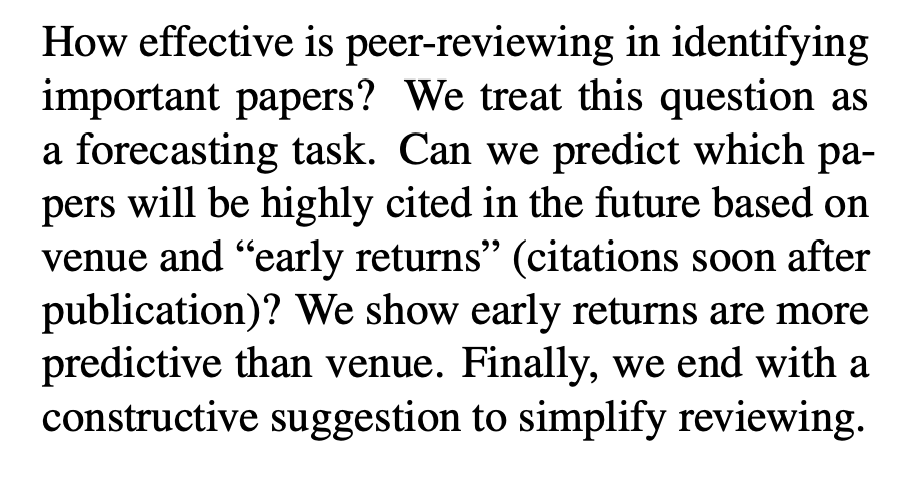 How effective is peer-reviewing in identifying
important papers? We treat this question as
a forecasting task. Can we predict which pa-
pers will be highly cited in the future based on
venue and “early returns” (citations soon after
publication)? We show early returns are more
predictive than venue. Finally, we end with a
constructive suggestion to simplify reviewing.